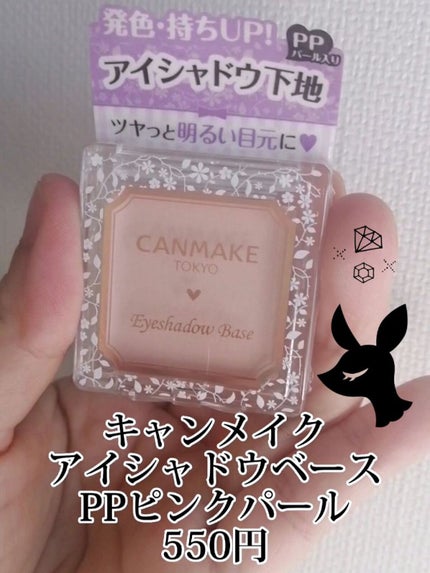 発色・持ちUP!
PP
パール入り
アイシャドウ下地
ツヤっと明るい目元に♥
CANMAKE
TOKYO
♥
Eyeshadow Base
キャンメイク
アイシャドウベース
PPピンクパール
550円